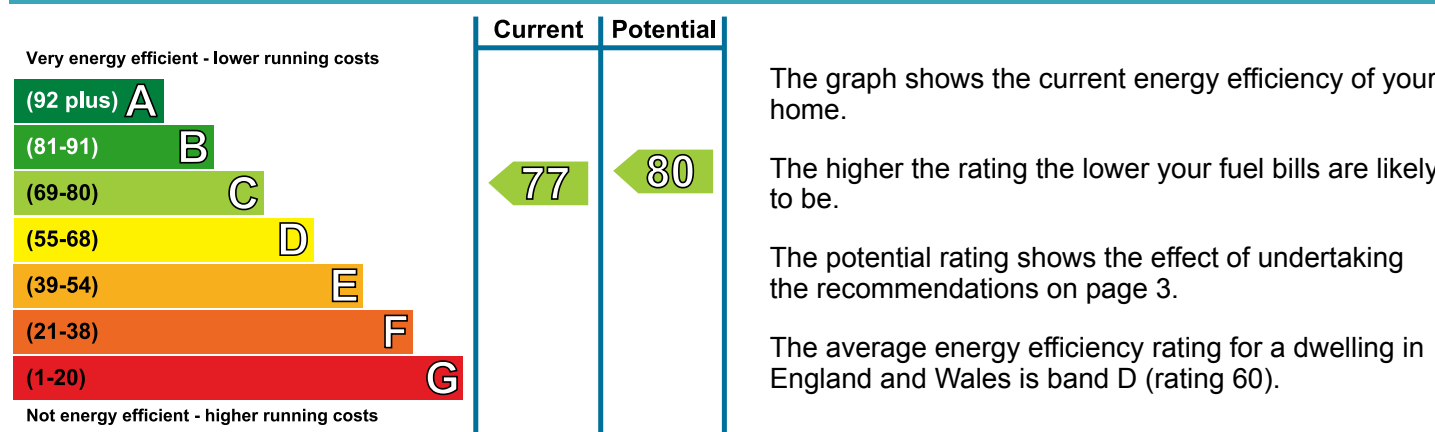 Current Potential
Very energy efficient - lower running costs
(92 plus) A
(81-91) B
(69-80) C
(55-68) D
(39-54) E
(21-38) F
(1-20) G
Not energy efficient - higher running costs
77
80
The graph shows the current energy efficiency of your
home.
The higher the rating the lower your fuel bills are likely
to be.
The potential rating shows the effect of undertaking
the recommendations on page 3.
The average energy efficiency rating for a dwelling in
England and Wales is band D (rating 60).